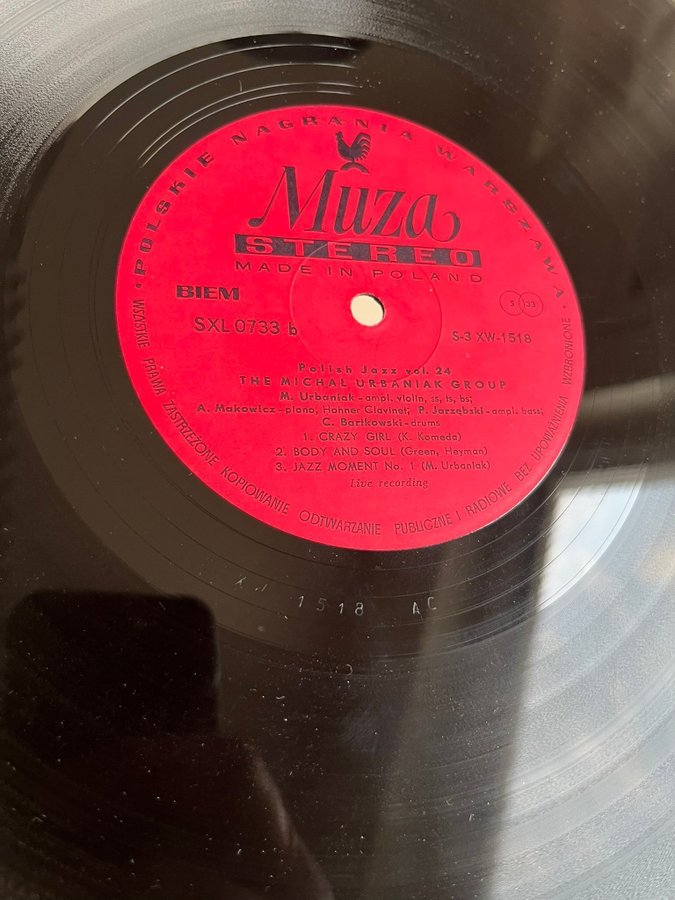 • POLSKIE NAGRANIA WARSZAWA •
Muza
STEREO
MADE IN POLAND
BIEM
S 33
SXL 0733 b
S-3 XW-1518
Polish Jazz vol. 24
THE MICHAŁ URBANIAK GROUP
M. Urbaniak - ampl. violin, ss, ts, bs;
A. Makowicz - piano, Hohner Clavinet; P. Jarzębski - ampl. bass;
C. Bartkowski - drums
1. CRAZY GIRL (K. Komeda)
2. BODY AND SOUL (Green, Heyman)
3. JAZZ MOMENT No. 1 (M. Urbaniak)
Live recording
WSZYSTKIE PRAWA ZASTRZEŻONE KOPIOWANIE ODTWARZANIE PUBLICZNE I RADIOWE BEZ UPOWAŻNIENIA WZBRONIONE
1518 AC